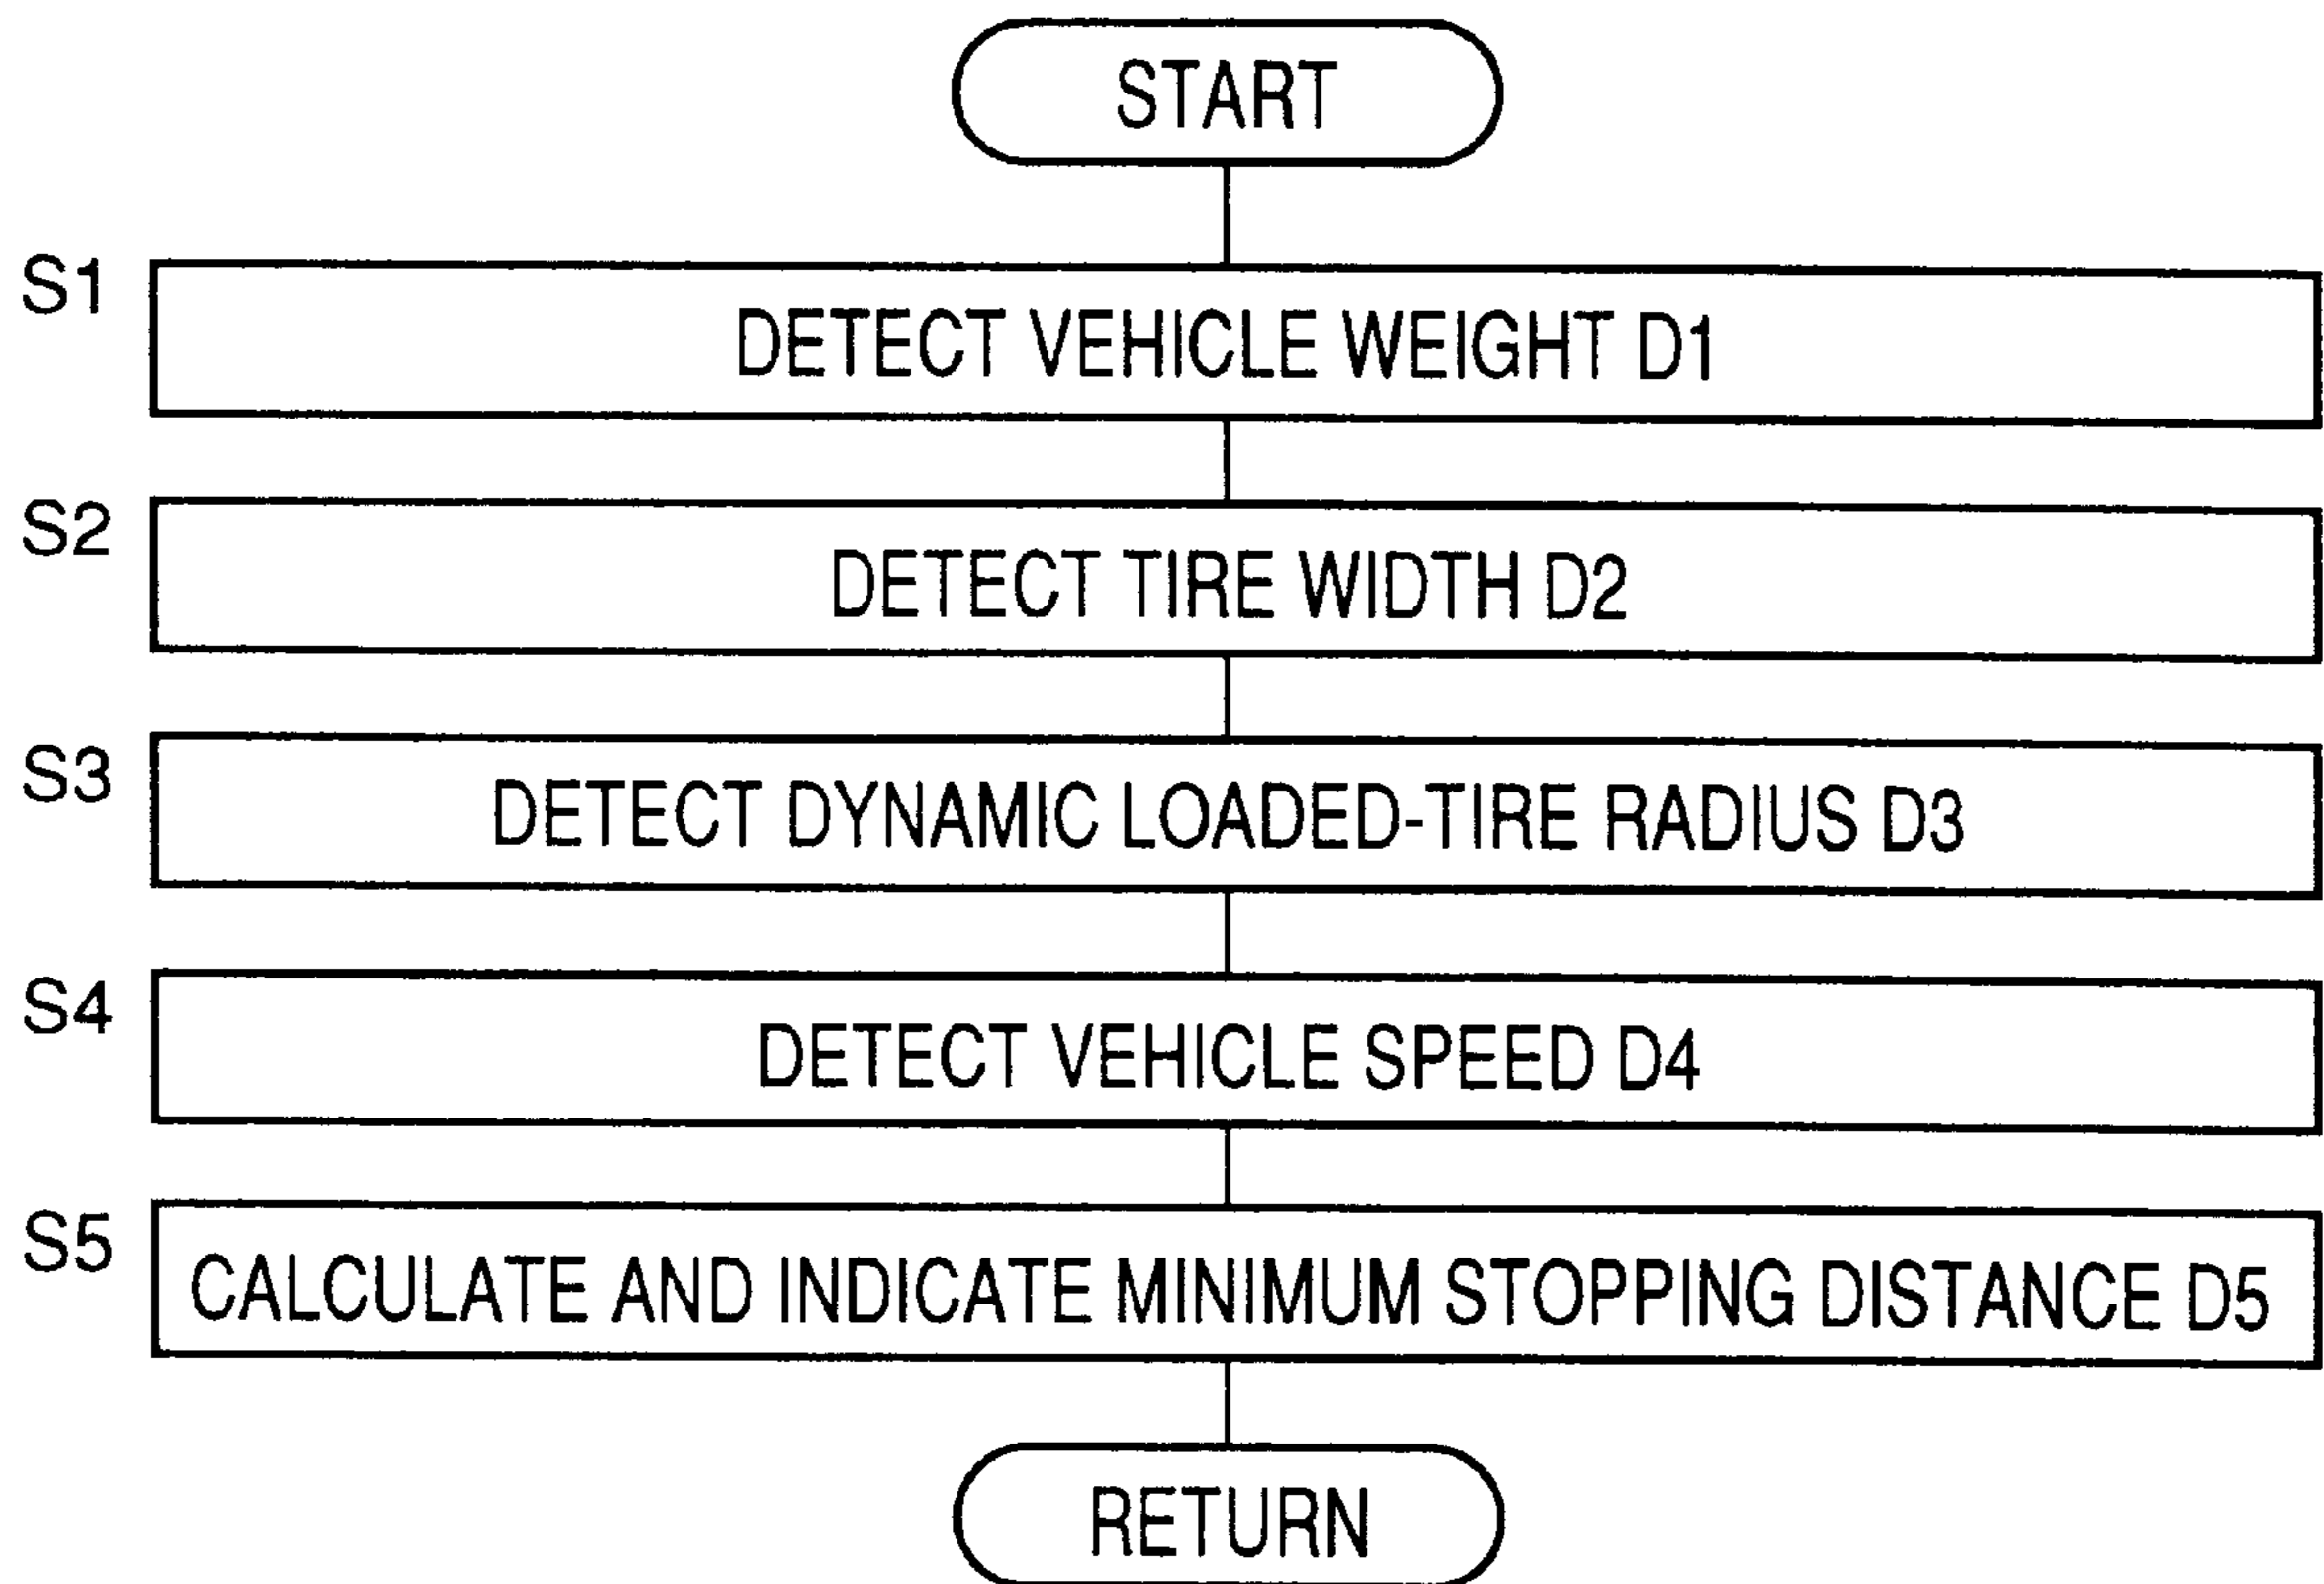 START
S1
DETECT VEHICLE WEIGHT D1
S2
DETECT TIRE WIDTH D2
S3
DETECT DYNAMIC LOADED-TIRE RADIUS D3
S4
DETECT VEHICLE SPEED D4
S5
CALCULATE AND INDICATE MINIMUM STOPPING DISTANCE D5
RETURN